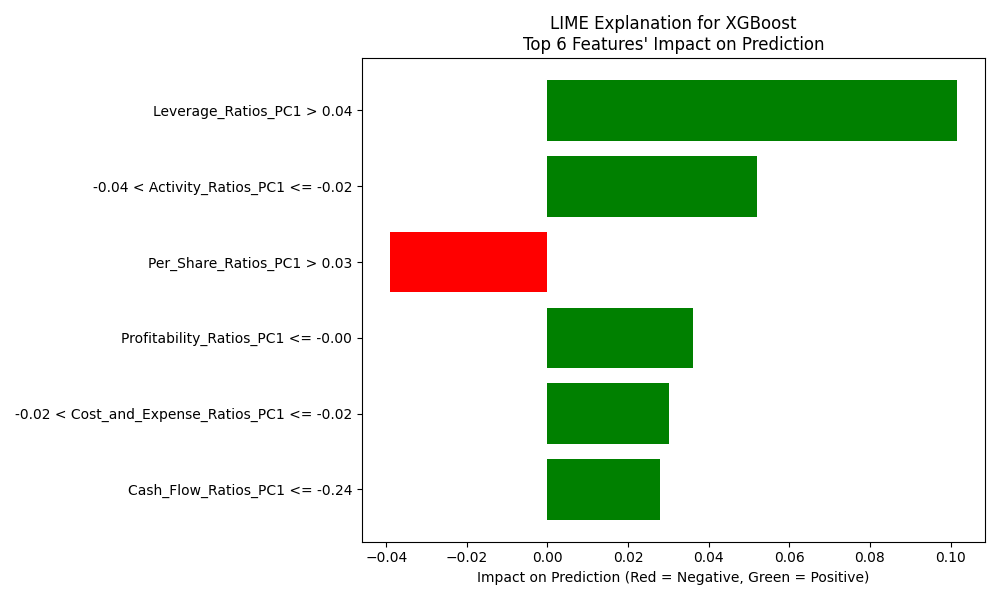 LIME Explanation for XGBoost
Top 6 Features' Impact on Prediction
Leverage_Ratios_PC1 > 0.04
-0.04 < Activity_Ratios_PC1 <= -0.02
Per_Share_Ratios_PC1 > 0.03
Profitability_Ratios_PC1 <= -0.00
-0.02 < Cost_and_Expense_Ratios_PC1 <= -0.02
Cash_Flow_Ratios_PC1 <= -0.24
−0.04 −0.02 0.00 0.02 0.04 0.06 0.08 0.10
Impact on Prediction (Red = Negative, Green = Positive)